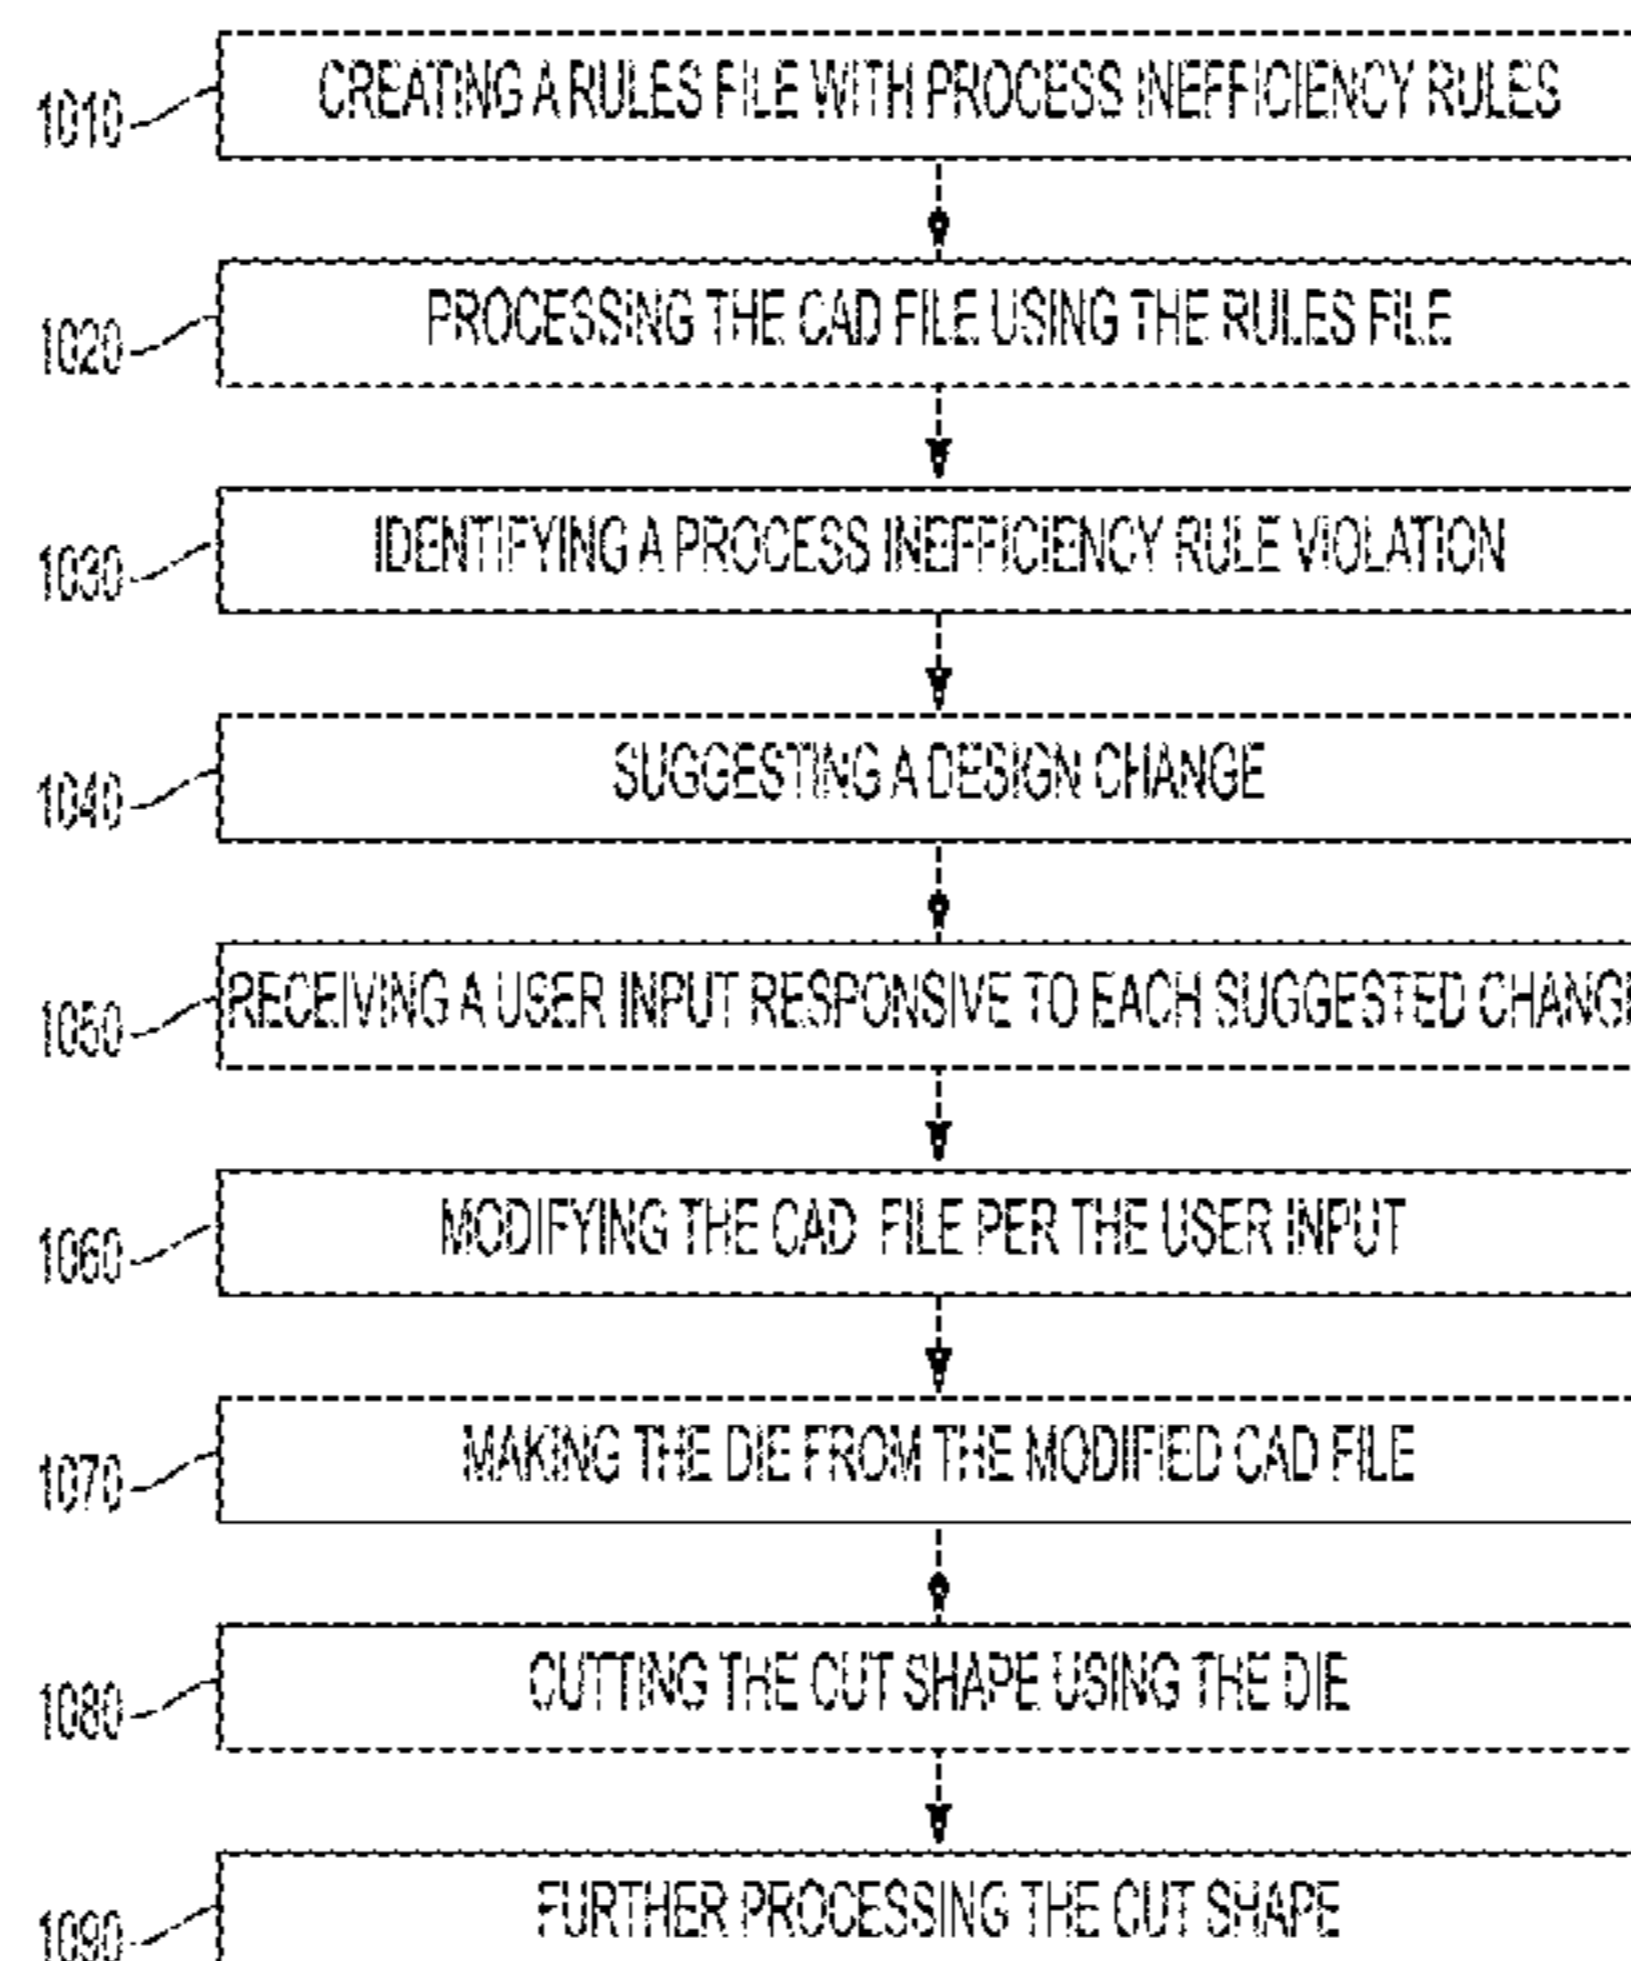 1010 CREATING A RULES FILE WITH PROCESS INEFFICIENCY RULES
1020 PROCESSING THE CAD FILE USING THE RULES FILE
1030 IDENTIFYING A PROCESS INEFFICIENCY RULE VIOLATION
1040 SUGGESTING A DESIGN CHANGE
1050 RECEIVING A USER INPUT RESPONSIVE TO EACH SUGGESTED CHANGE
1060 MODIFYING THE CAD FILE PER THE USER INPUT
1070 MAKING THE DIE FROM THE MODIFIED CAD FILE
1080 CUTTING THE CUT SHAPE USING THE DIE
1090 FURTHER PROCESSING THE CUT SHAPE